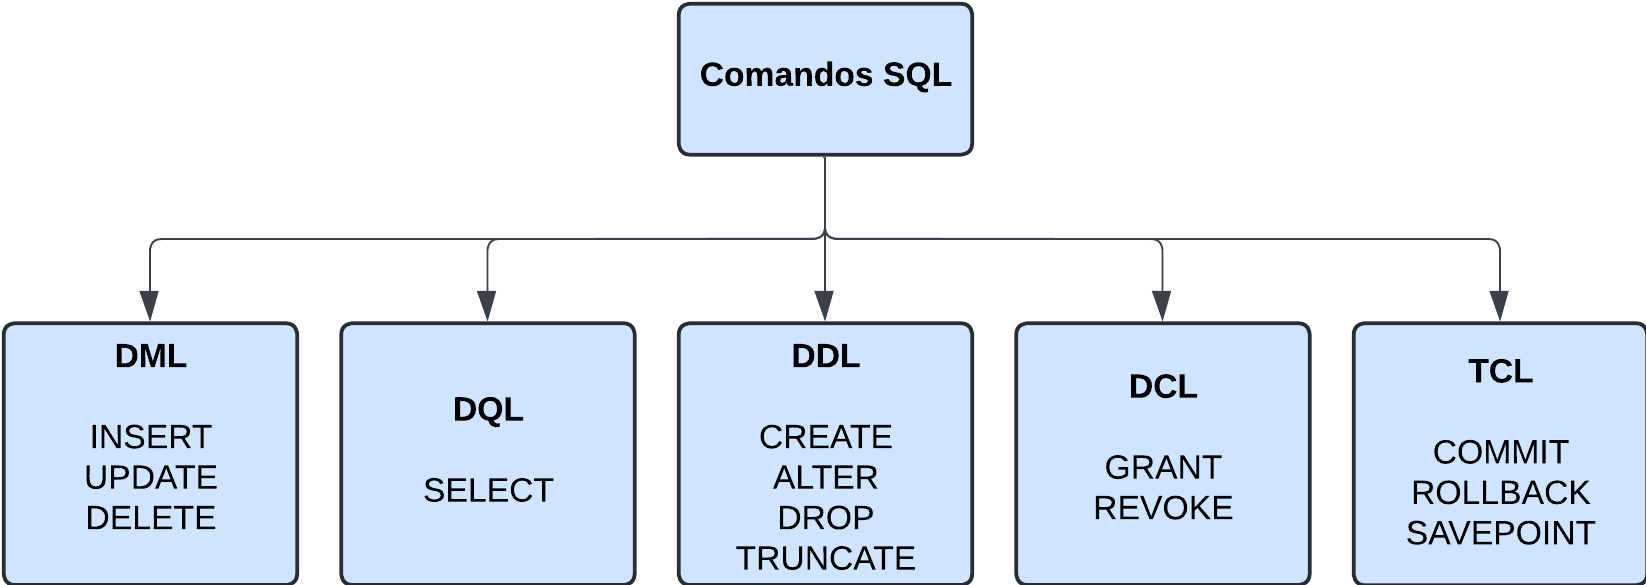 Comandos SQL
DML
INSERT
UPDATE
DELETE
DQL
SELECT
DDL
CREATE
ALTER
DROP
TRUNCATE
DCL
GRANT
REVOKE
TCL
COMMIT
ROLLBACK
SAVEPOINT